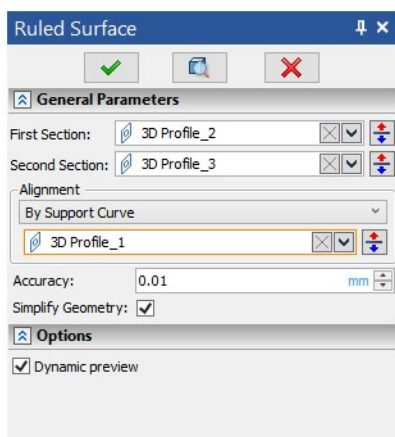 Ruled Surface
General Parameters
First Section: 3D Profile_2
Second Section: 3D Profile_3
Alignment
By Support Curve
3D Profile_1
Accuracy: 0.01 mm
Simplify Geometry:
Options
Dynamic preview